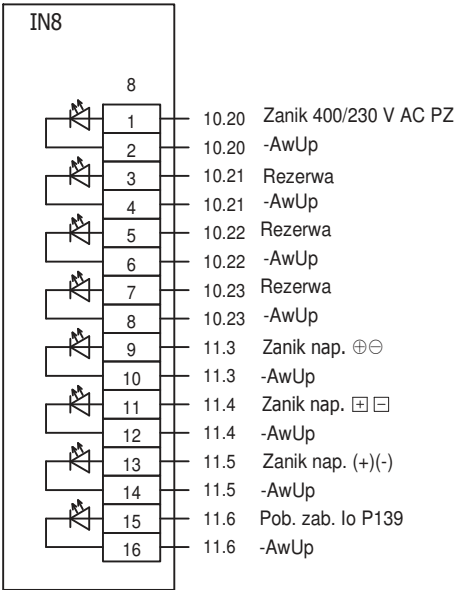 IN8
8
1 10.20 Zanik 400/230 V AC PZ
2 10.20 -AwUp
3 10.21 Rezerwa
4 10.21 -AwUp
5 10.22 Rezerwa
6 10.22 -AwUp
7 10.23 Rezerwa
8 10.23 -AwUp
9 11.3 Zanik nap. ⊕⊖
10 11.3 -AwUp
11 11.4 Zanik nap. ⊞ ⊟
12 11.4 -AwUp
13 11.5 Zanik nap. (+)(-)
14 11.5 -AwUp
15 11.6 Pob. zab. Io P139
16 11.6 -AwUp